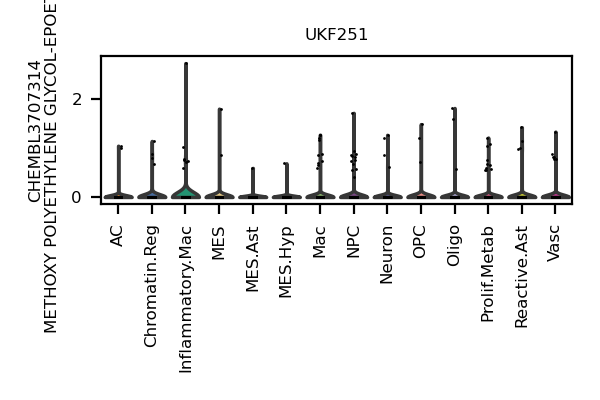 UKF251
CHEMBL3707314
METHOXY POLYETHYLENE GLYCOL-EPOET
2
0
AC
Chromatin.Reg
Inflammatory.Mac
MES
MES.Ast
MES.Hyp
Mac
NPC
Neuron
OPC
Oligo
Prolif.Metab
Reactive.Ast
Vasc